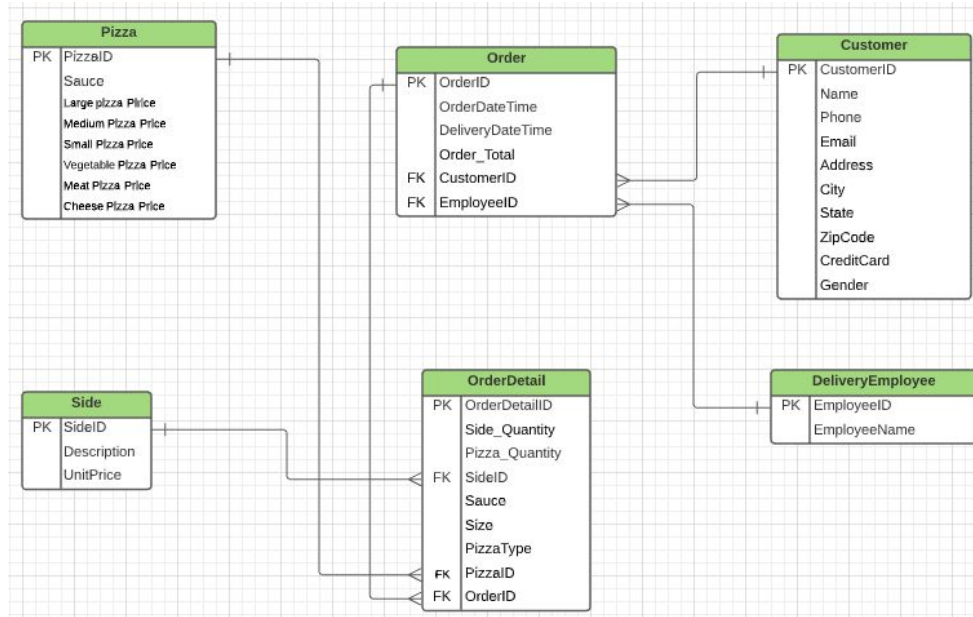 Pizza
PK PizzaID
Sauce
Large pizza Price
Medium Pizza Price
Small Pizza Price
Vegetable Pizza Price
Meat Pizza Price
Cheese Pizza Price
Order
PK OrderID
OrderDateTime
DeliveryDateTime
Order_Total
FK CustomerID
FK EmployeeID
Customer
PK CustomerID
Name
Phone
Email
Address
City
State
ZipCode
CreditCard
Gender
Side
PK SideID
Description
UnitPrice
OrderDetail
PK OrderDetailID
Side_Quantity
Pizza_Quantity
FK SideID
Sauce
Size
PizzaType
FK PizzaID
FK OrderID
DeliveryEmployee
PK EmployeeID
EmployeeName